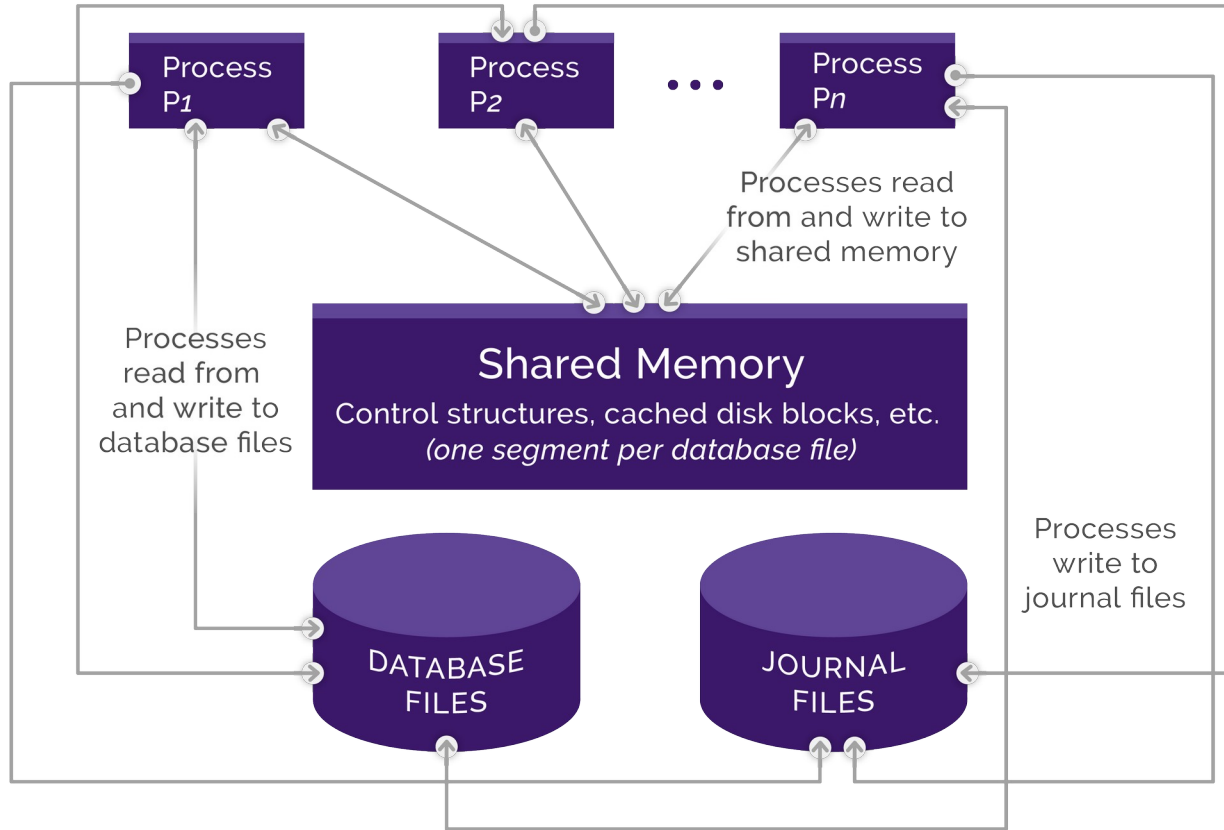 Process
P1
Process
P2
Process
Pn
Processes read
from and write to
shared memory
Processes
read from
and write to
database files
Shared Memory
Control structures, cached disk blocks, etc.
(one segment per database file)
Processes
write to
journal files
DATABASE
FILES
JOURNAL
FILES